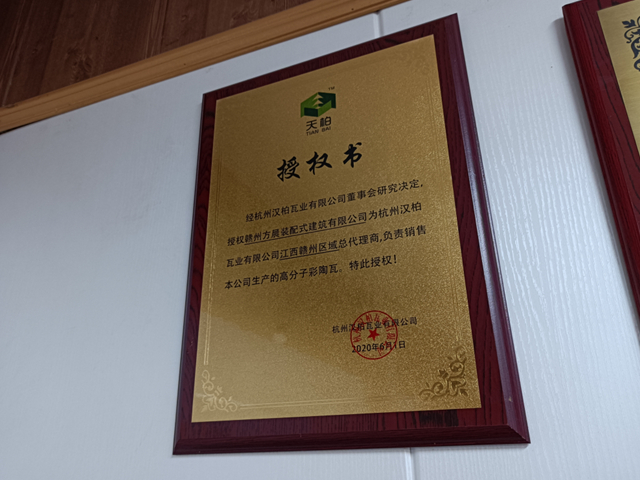 TM
天柏
TIAN BAI
授权书
经杭州汉柏瓦业有限公司董事会研究决定,
授权赣州方晨装配式建筑有限公司为杭州汉柏
瓦业有限公司江西赣州区域总代理商,负责销售
本公司生产的高分子彩陶瓦。特此授权!
杭州汉柏瓦业有限公司
2020年6月1日